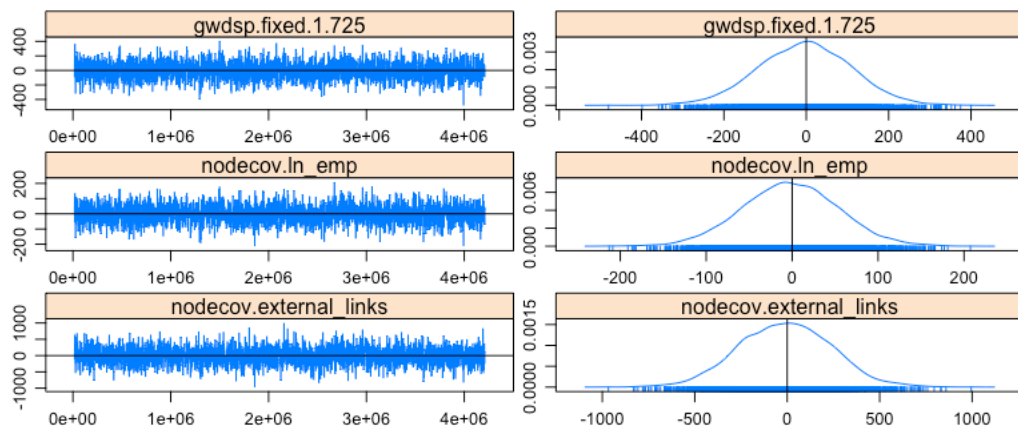 gwdsp.fixed.1.725
400
0
-400
0e+00 1e+06 2e+06 3e+06 4e+06
gwdsp.fixed.1.725
0.003
0.000
-400 -200 0 200 400
nodecov.ln_emp
200
0
-200
0e+00 1e+06 2e+06 3e+06 4e+06
nodecov.ln_emp
0.006
0.000
-200 -100 0 100 200
nodecov.external_links
1000
0
-1000
0e+00 1e+06 2e+06 3e+06 4e+06
nodecov.external_links
0.0015
0.0000
-1000 -500 0 500 1000